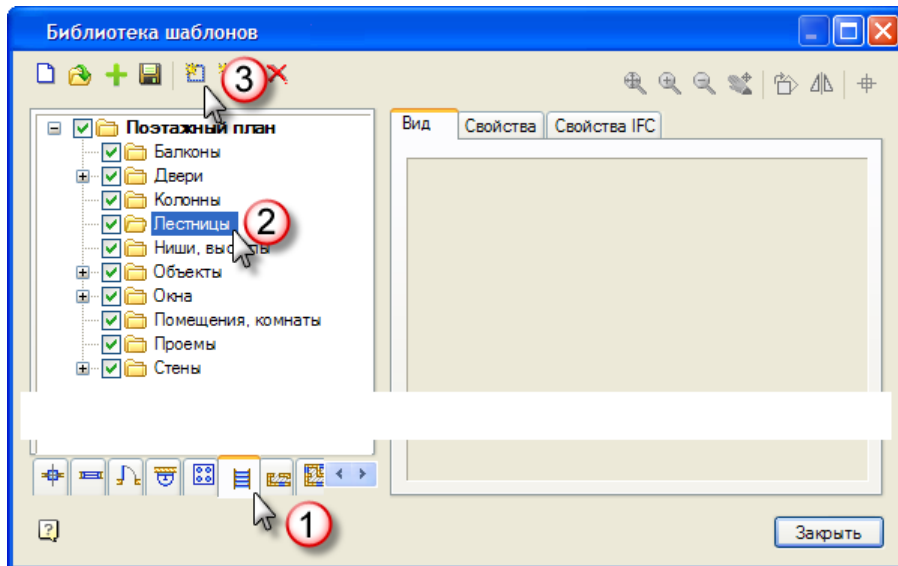 Библиотека шаблонов
3
Поэтажный план
Балконы
Двери
Колонны
Лестницы
2
Ниши,
Объекты
Окна
Помещения, комнаты
Проемы
Стены
Вид
Свойства
Свойства IFC
1
Закрыть